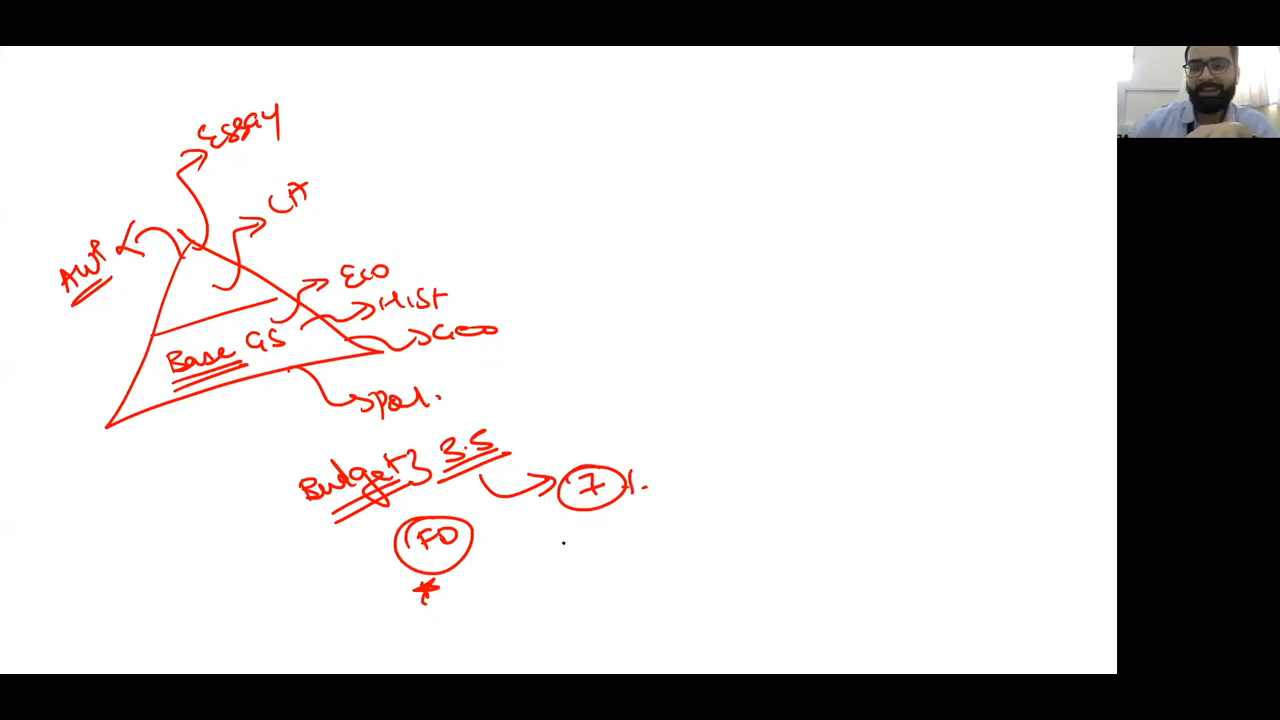 Essay
CA
AWP
Eco
HIST
Geo
Base GS
Pol.
Budget } 3.5
7 %.
FD